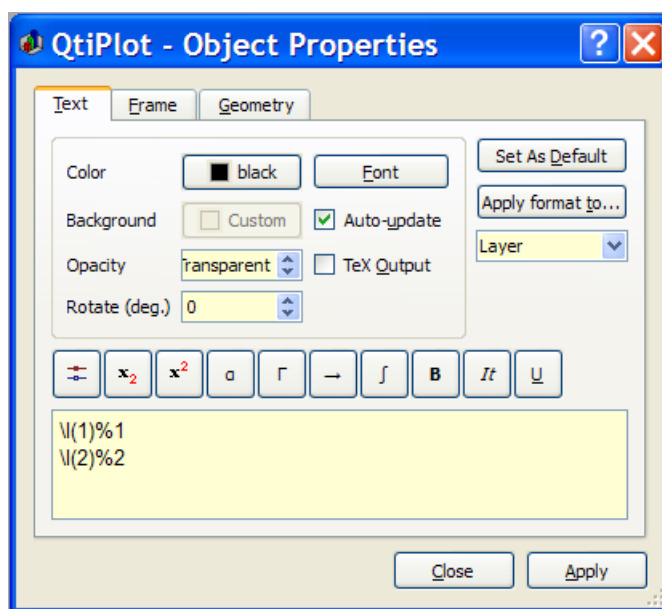 QtiPlot - Object Properties
?
Text Frame Geometry
Color black Font Set As Default
Apply format to...
Background Custom Auto-update
Layer
Opacity Transparent TeX Output
Rotate (deg.) 0
x2 x2 α Γ → ∫ B It U
\l(1)%1
\l(2)%2
Close Apply